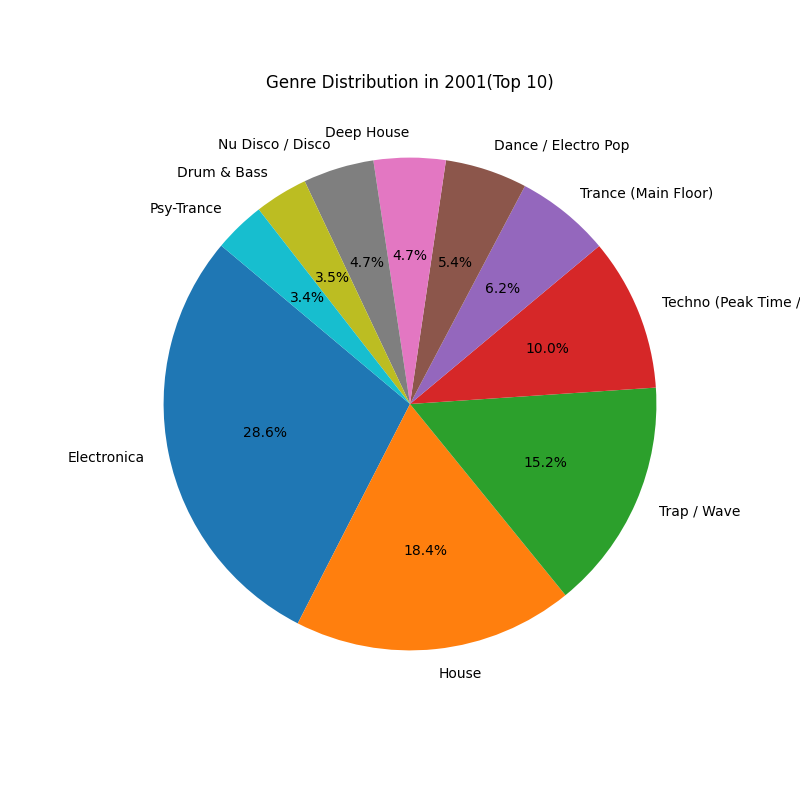 Genre Distribution in 2001(Top 10)
Deep House
Nu Disco / Disco
Dance / Electro Pop
Drum & Bass
Trance (Main Floor)
Psy-Trance
4.7%
4.7%
5.4%
3.5%
6.2%
3.4%
Techno (Peak Time /
10.0%
28.6%
Electronica
15.2%
Trap / Wave
18.4%
House